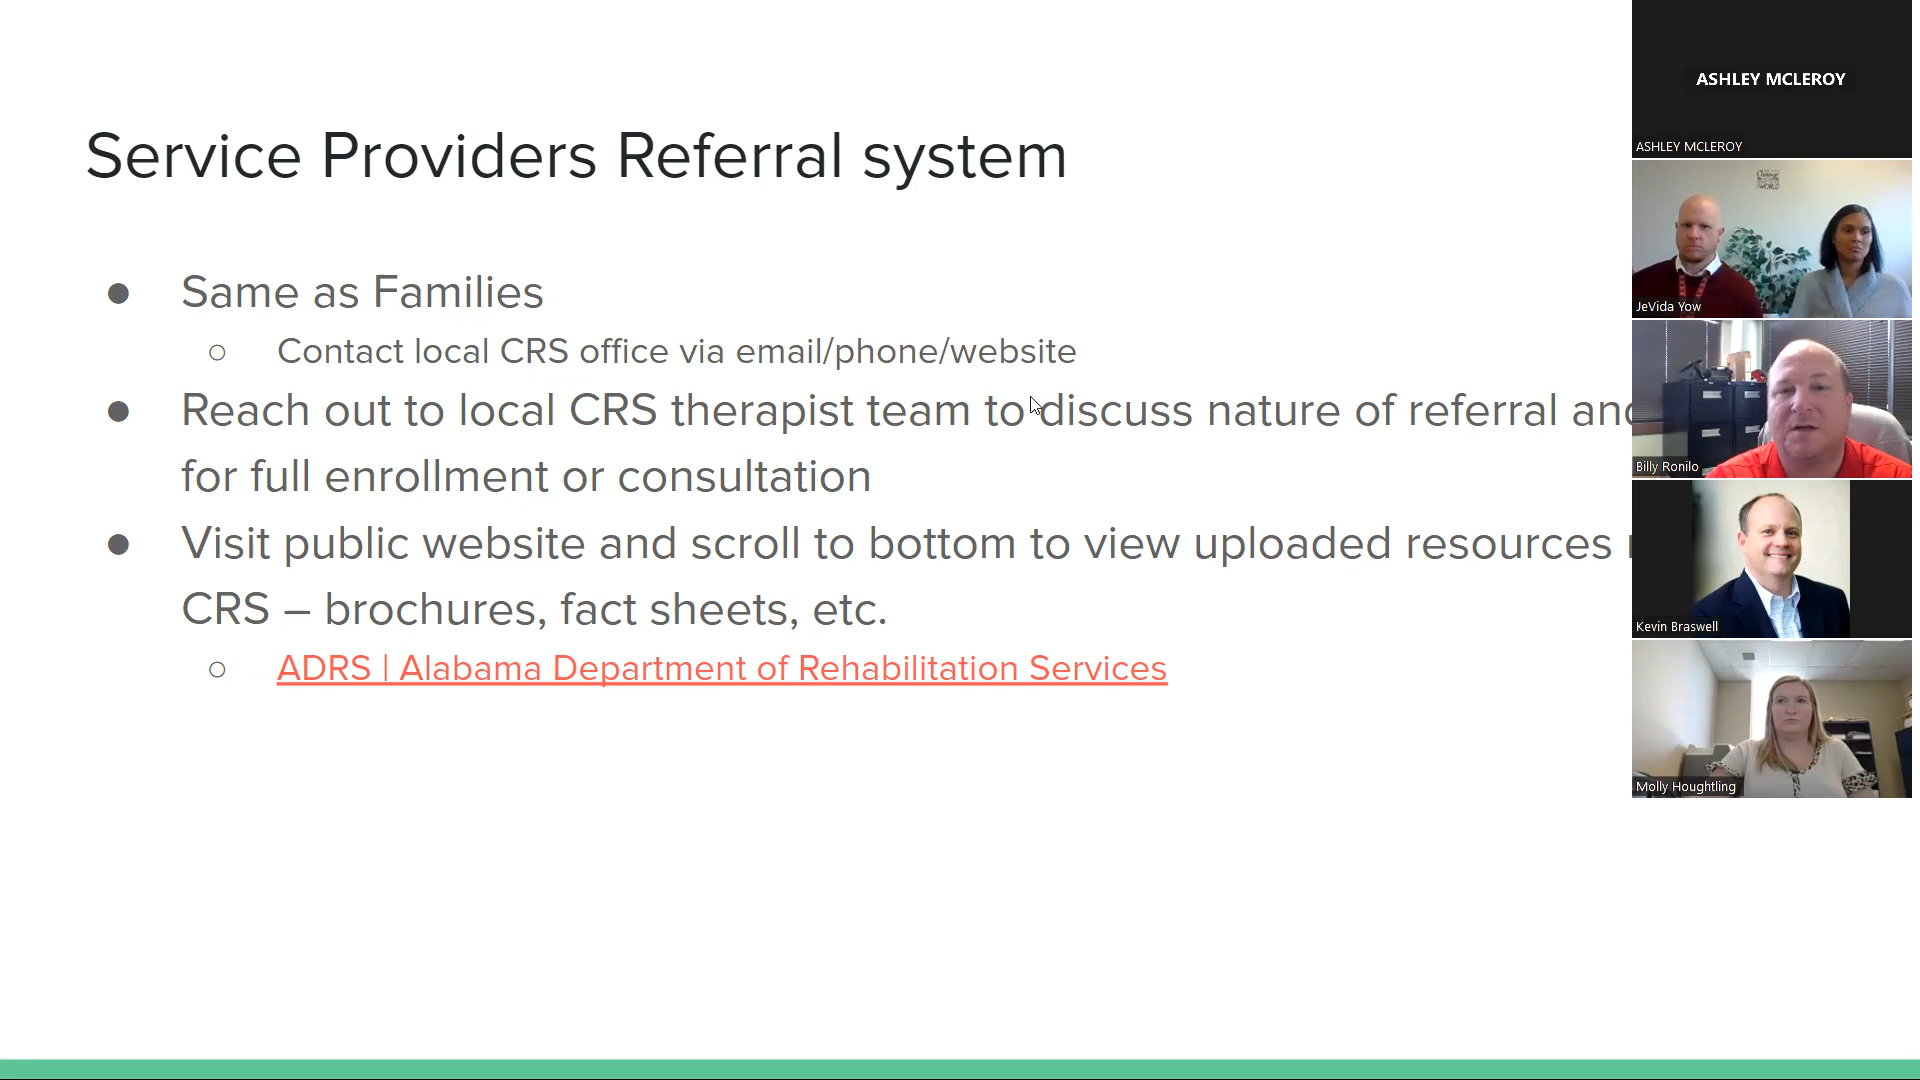 Service Providers Referral system
● Same as Families
○ Contact local CRS office via email/phone/website
● Reach out to local CRS therapist team to discuss nature of referral and
for full enrollment or consultation
● Visit public website and scroll to bottom to view uploaded resources
CRS – brochures, fact sheets, etc.
○ ADRS | Alabama Department of Rehabilitation Services
ASHLEY MCLEROY
ASHLEY MCLEROY
Change
WORLD
JeVida Yow
Billy Ronilo
Kevin Braswell
Molly Houghtling